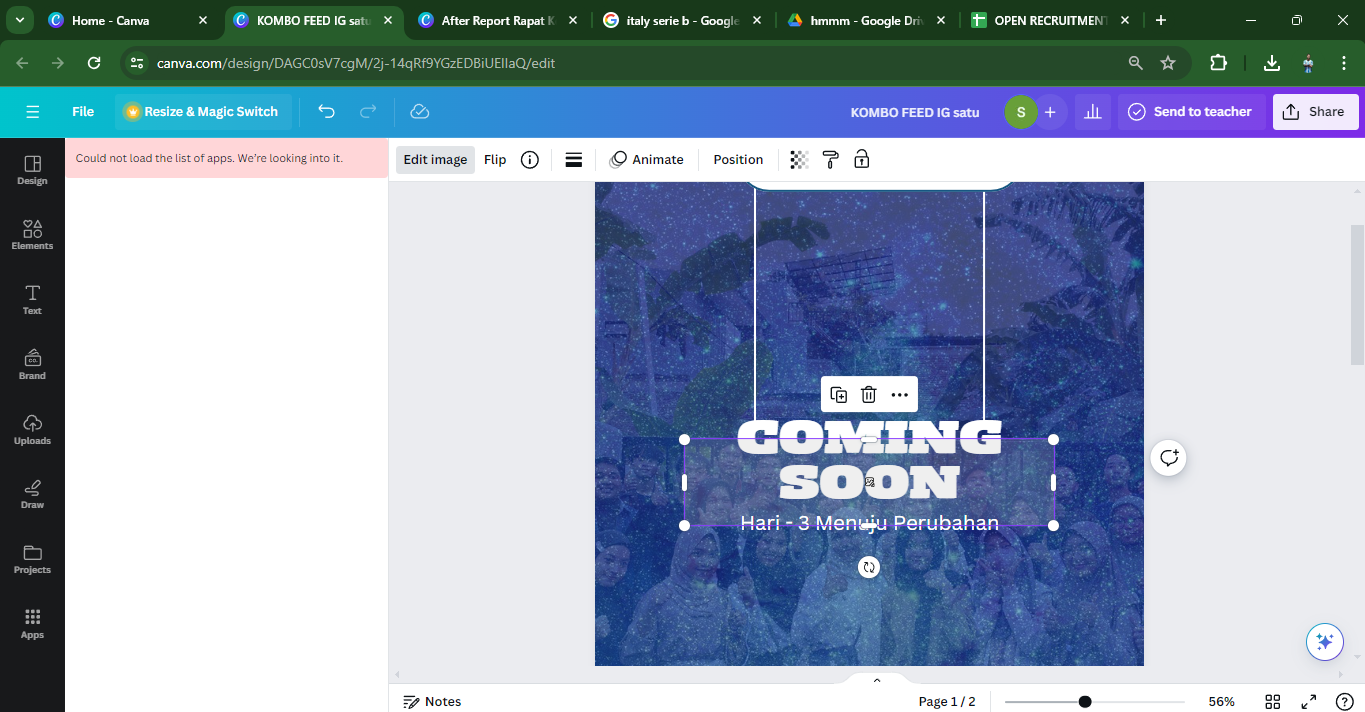 Home - Canva
KOMBO FEED IG satu
After Report Rapat K
italy serie b - Google
hmmm - Google Driv
OPEN RECRUITMENT
canva.com/design/DAGC0sV7cgM/2j-14qRf9YGzEDBiUEIlaQ/edit
File
Resize & Magic Switch
KOMBO FEED IG satu
S
Send to teacher
Share
Design
Elements
Text
CO.
Brand
Uploads
Draw
Projects
Apps
Could not load the list of apps. We're looking into it.
Edit image
Flip
Animate
Position
COMING
SOON
Hari - 3 Menuju Perubahan
Notes
Page 1 / 2
56%